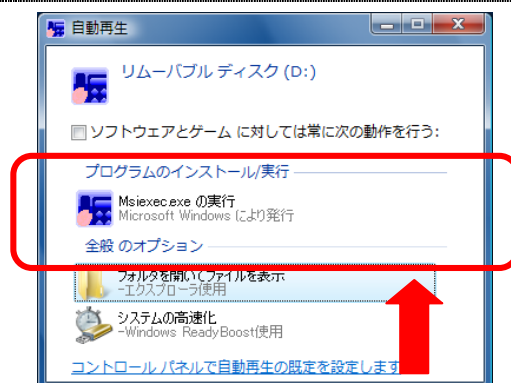 自動再生
リムーバブル ディスク (D:)
ソフトウェアとゲーム に対しては常に次の動作を行う:
プログラムのインストール/実行
Msiexec.exe の実行
Microsoft Windows により発行
全般 のオプション
フォルダを開いてファイルを表示
-エクスプローラ使用
システムの高速化
-Windows ReadyBoost使用
コントロール パネルで自動再生の既定を設定します